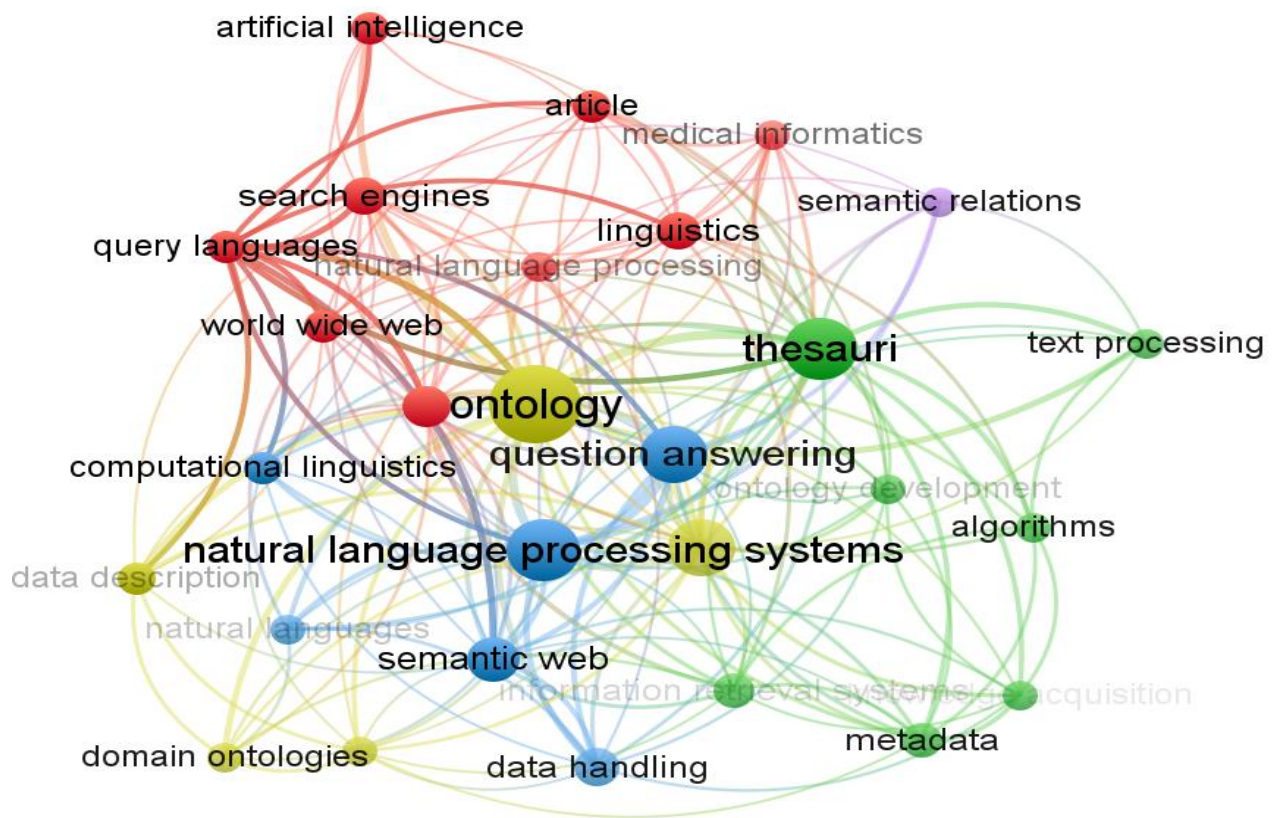 artificial intelligence
article
medical informatics
search engines
semantic relations
linguistics
query languages
natural language processing
world wide web
thesauri
text processing
ontology
question answering
computational linguistics
ontology development
algorithms
natural language processing systems
data description
natural languages
semantic web
information retrieval systems
acquisition
metadata
domain ontologies
data handling